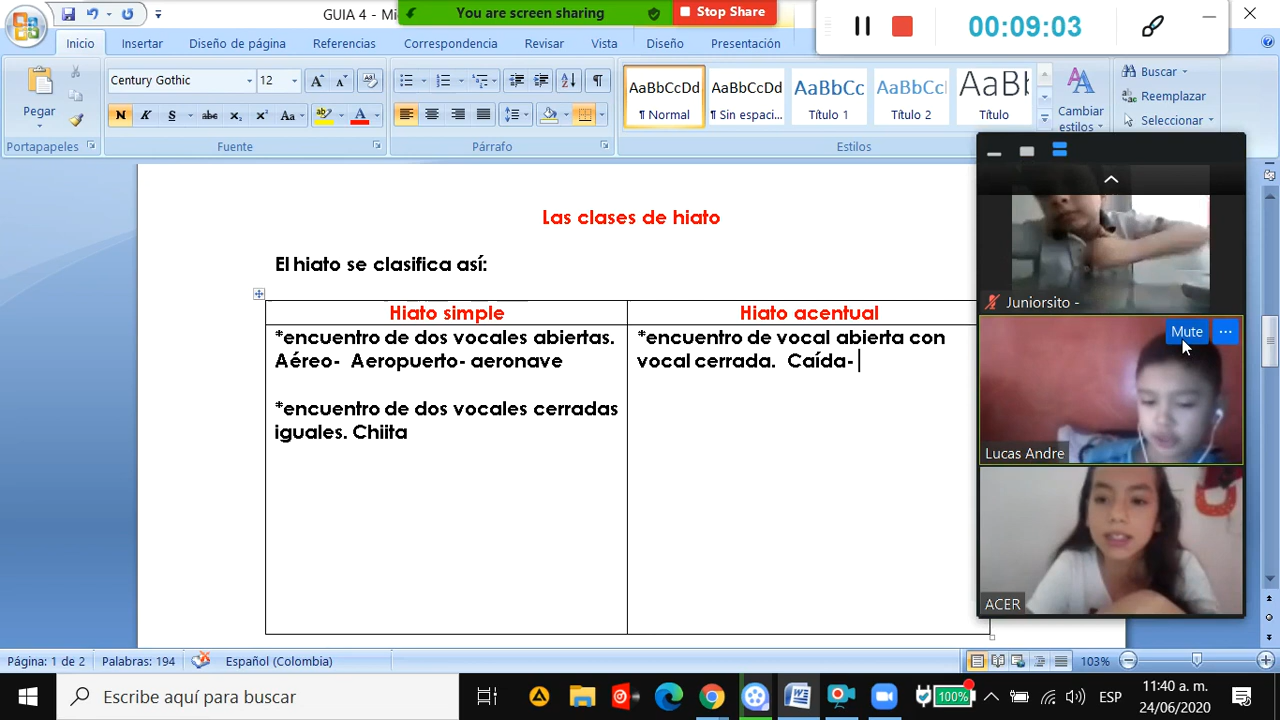 GUIA 4 - Mi
You are screen sharing
Stop Share
00:09:03
Inicio
Insertar
Diseño de página
Referencias
Correspondencia
Revisar
Vista
Diseño
Presentación
Pegar
Portapapeles
Century Gothic
12
Fuente
Párrafo
AaBbCcDd
¶ Normal
AaBbCcDd
¶ Sin espaci...
AaBbCc
Título 1
AaBbCc
Título 2
AaBb
Título
Cambiar
estilos
Estilos
Buscar
Reemplazar
Seleccionar
Las clases de hiato
El hiato se clasifica así:
Hiato simple
*encuentro de dos vocales abiertas.
Aéreo- Aeropuerto- aeronave
*encuentro de dos vocales cerradas
iguales. Chiita
Hiato acentual
*encuentro de vocal abierta con
vocal cerrada. Caída-
Juniorsito -
Mute
Lucas Andre
ACER
Página: 1 de 2
Palabras: 194
Español (Colombia)
103%
Escribe aquí para buscar
100%
ESP
11:40 a. m.
24/06/2020